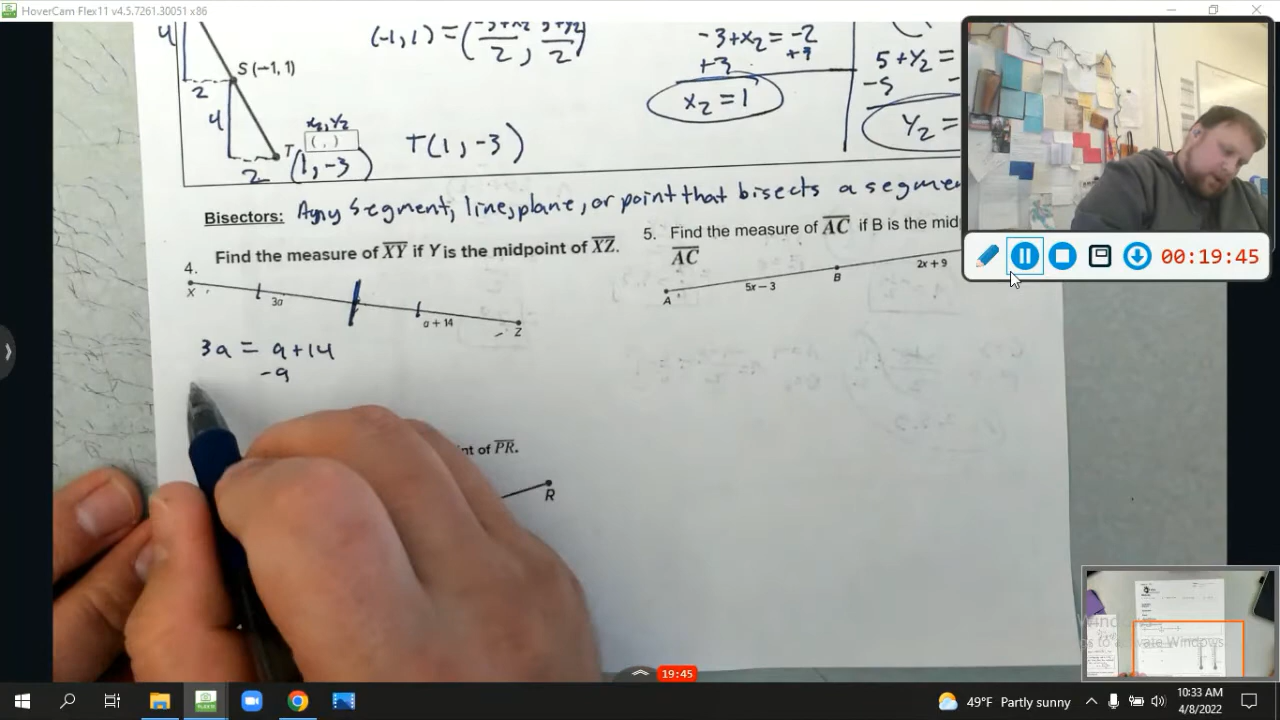 HoverCam Flex11 v4.5.7261.30051 x86
4
(-1,1) = (-3+x2/2, 5+y2/2)
-3+x2 = -2
+3 +3
x2 = 1
5+Y2 =
-5
Y2 =
S (−1, 1)
2
4
x2, Y2
( , )
T
(1, -3)
2
T(1, -3)
Bisectors: Any Segment, line, plane, or point that bisects a segme
Find the measure of XY if Y is the midpoint of XZ.
4.
X
3a
a + 14
Z
3a = a+14
-a
5. Find the measure of AC if B is the mid
AC
A
5x − 3
B
2x + 9
nt of PR.
R
00:19:45
19:45
49°F Partly sunny
10:33 AM
4/8/2022